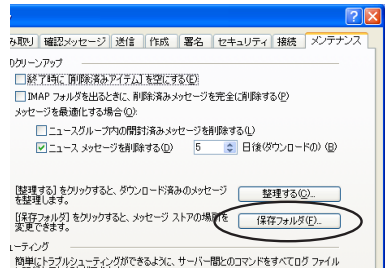 み取り 確認メッセージ 送信 作成 署名 セキュリティ 接続 メンテナンス
のクリーンアップ
終了時に [削除済みアイテム] を空にする(E)
IMAP フォルダを出るときに、削除済みメッセージを完全に削除する(P)
メッセージを最適化する場合(O):
ニュースグループ内の開封済みメッセージを削除する(L)
ニュース メッセージを削除する(D) 5 日後(ダウンロードの) (B)
[整理する] をクリックすると、ダウンロード済みのメッセージ
を整理します。
整理する(C)...
[保存フォルダ] をクリックすると、メッセージ ストアの場所を
変更できます。
保存フォルダ(F)...
ューティング
簡単にトラブルシューティングができるように、サーバー間とのコマンドをすべてログ ファイル